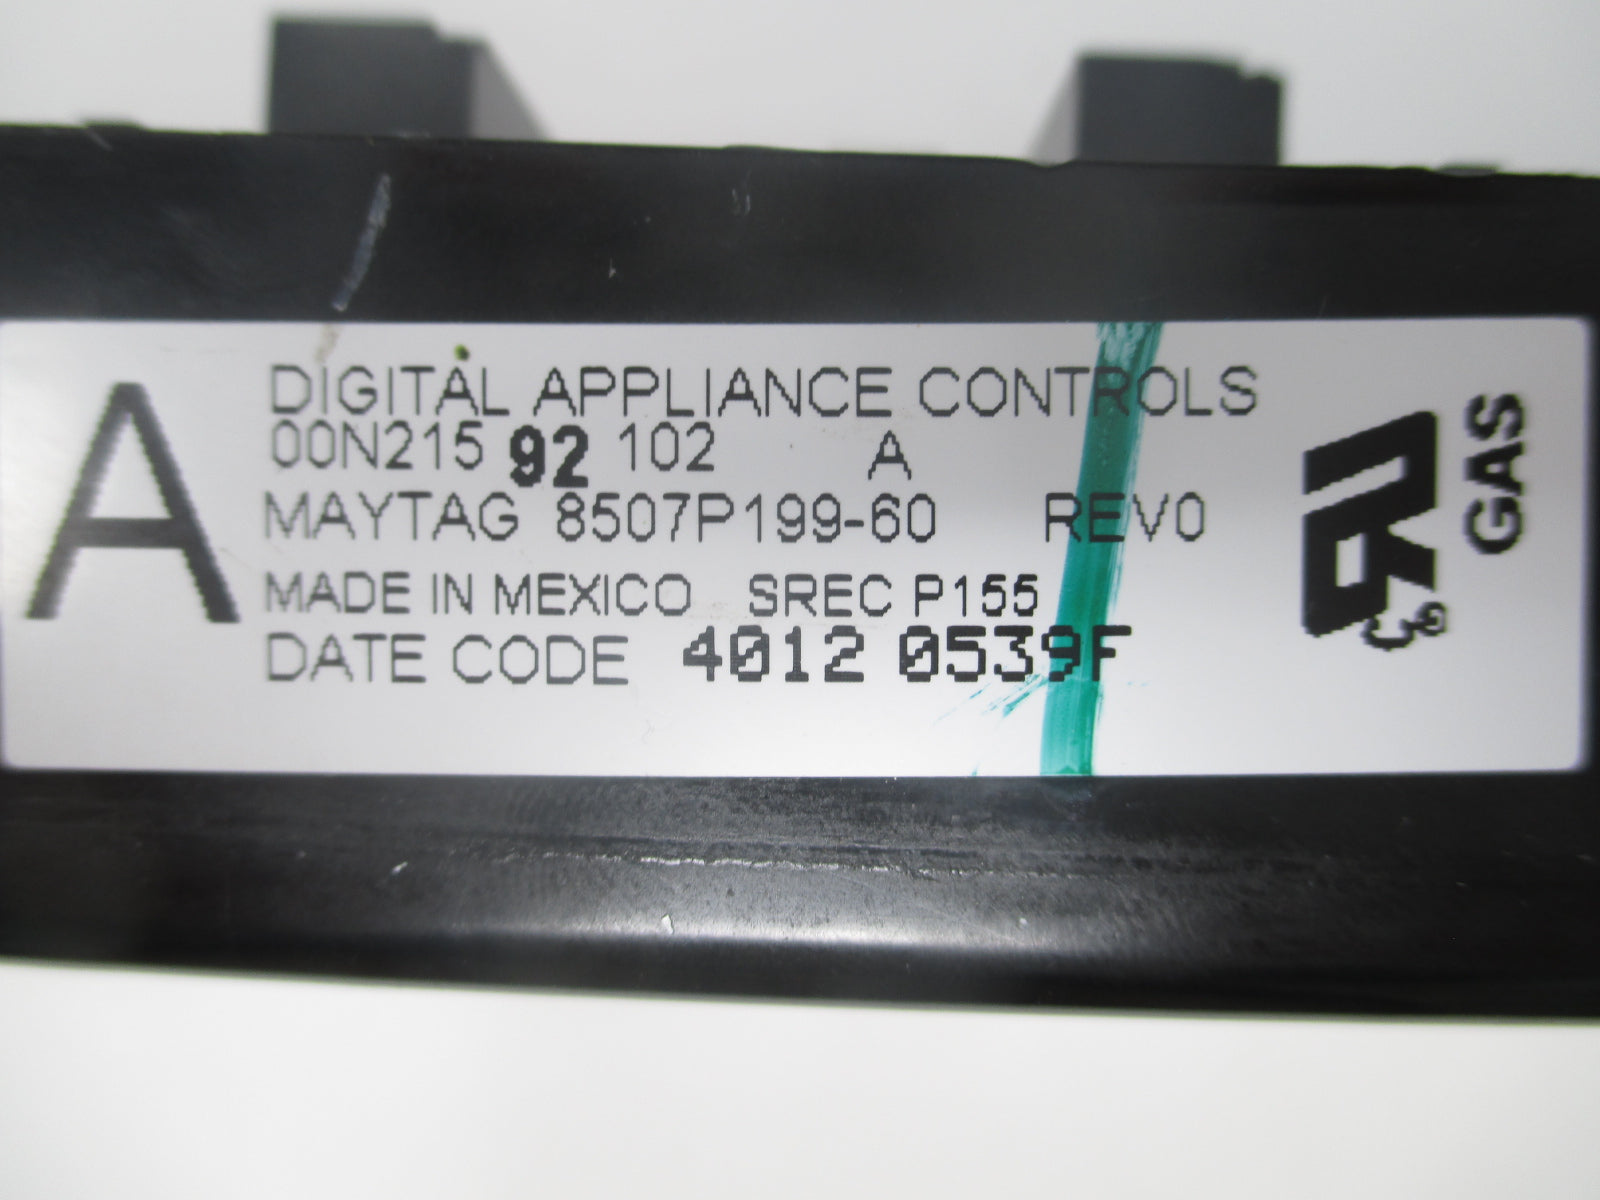 A
DIGITAL APPLIANCE CONTROLS
00N215 92 102 A
MAYTAG 8507P199-60 REV0
MADE IN MEXICO SREC P155
DATE CODE 4012 0539F
GAS